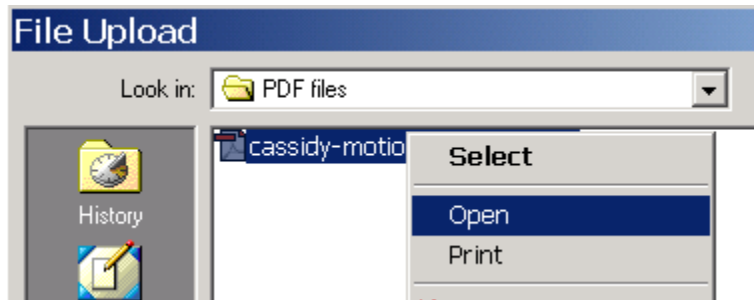 File Upload
Look in: PDF files
cassidy-motio
Select
History
Open
Print